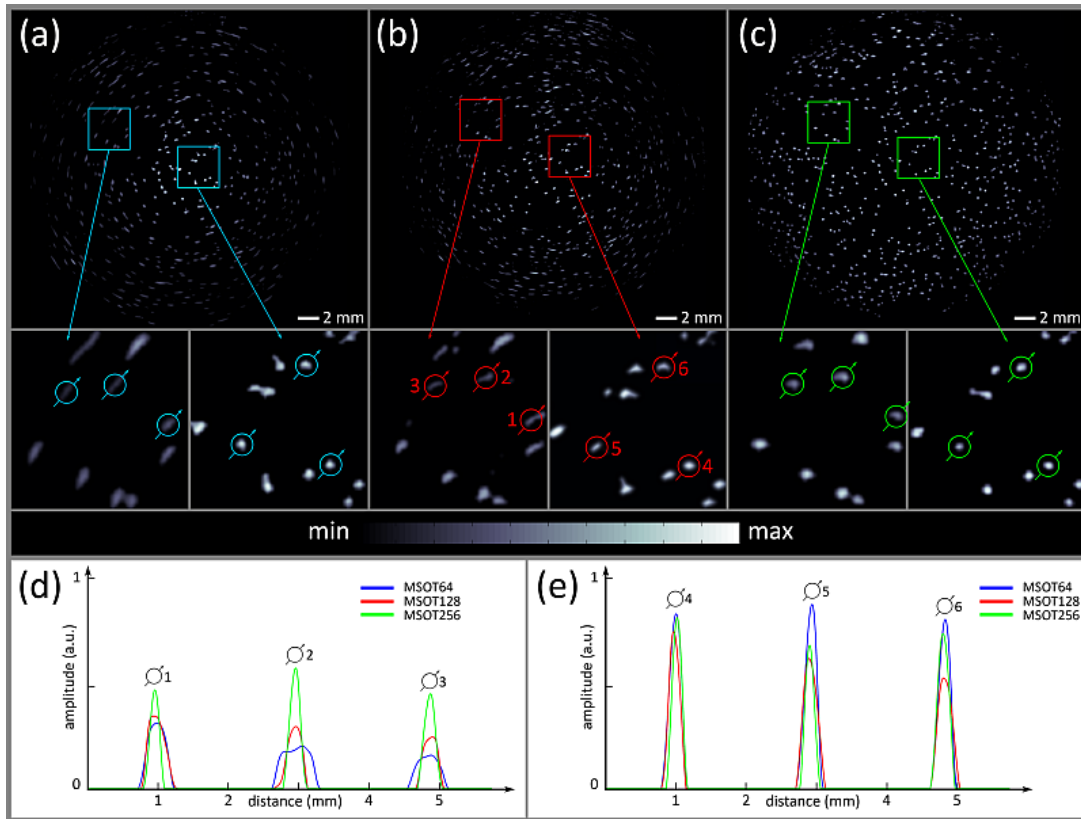 (a)
(b)
(c)
2 mm
2 mm
2 mm
3
2
1
6
5
4
min
max
(d)
1
MSOT64
MSOT128
MSOT256
1
2
3
amplitude (a.u.)
0
1
2
distance (mm)
4
5
(e)
1
MSOT64
MSOT128
MSOT256
4
5
6
amplitude (a.u.)
0
1
2
distance (mm)
4
5